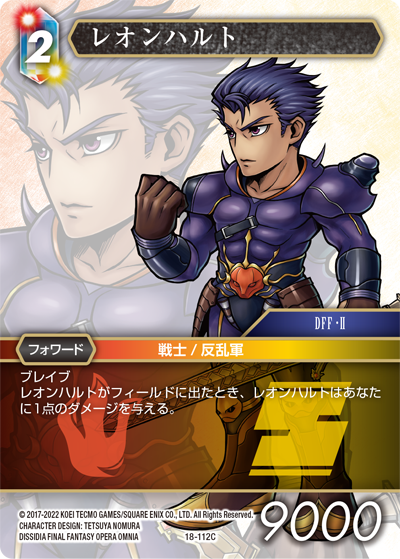 2
レオンハルト
DFF・II
フォワード
戦士 / 反乱軍
ブレイブ
レオンハルトがフィールドに出たとき、レオンハルトはあなた
に1点のダメージを与える。
© 2017-2022 KOEI TECMO GAMES/SQUARE ENIX CO., LTD. All Rights Reserved.
CHARACTER DESIGN: TETSUYA NOMURA
DISSIDIA FINAL FANTASY OPERA OMNIA
18-112C
9000